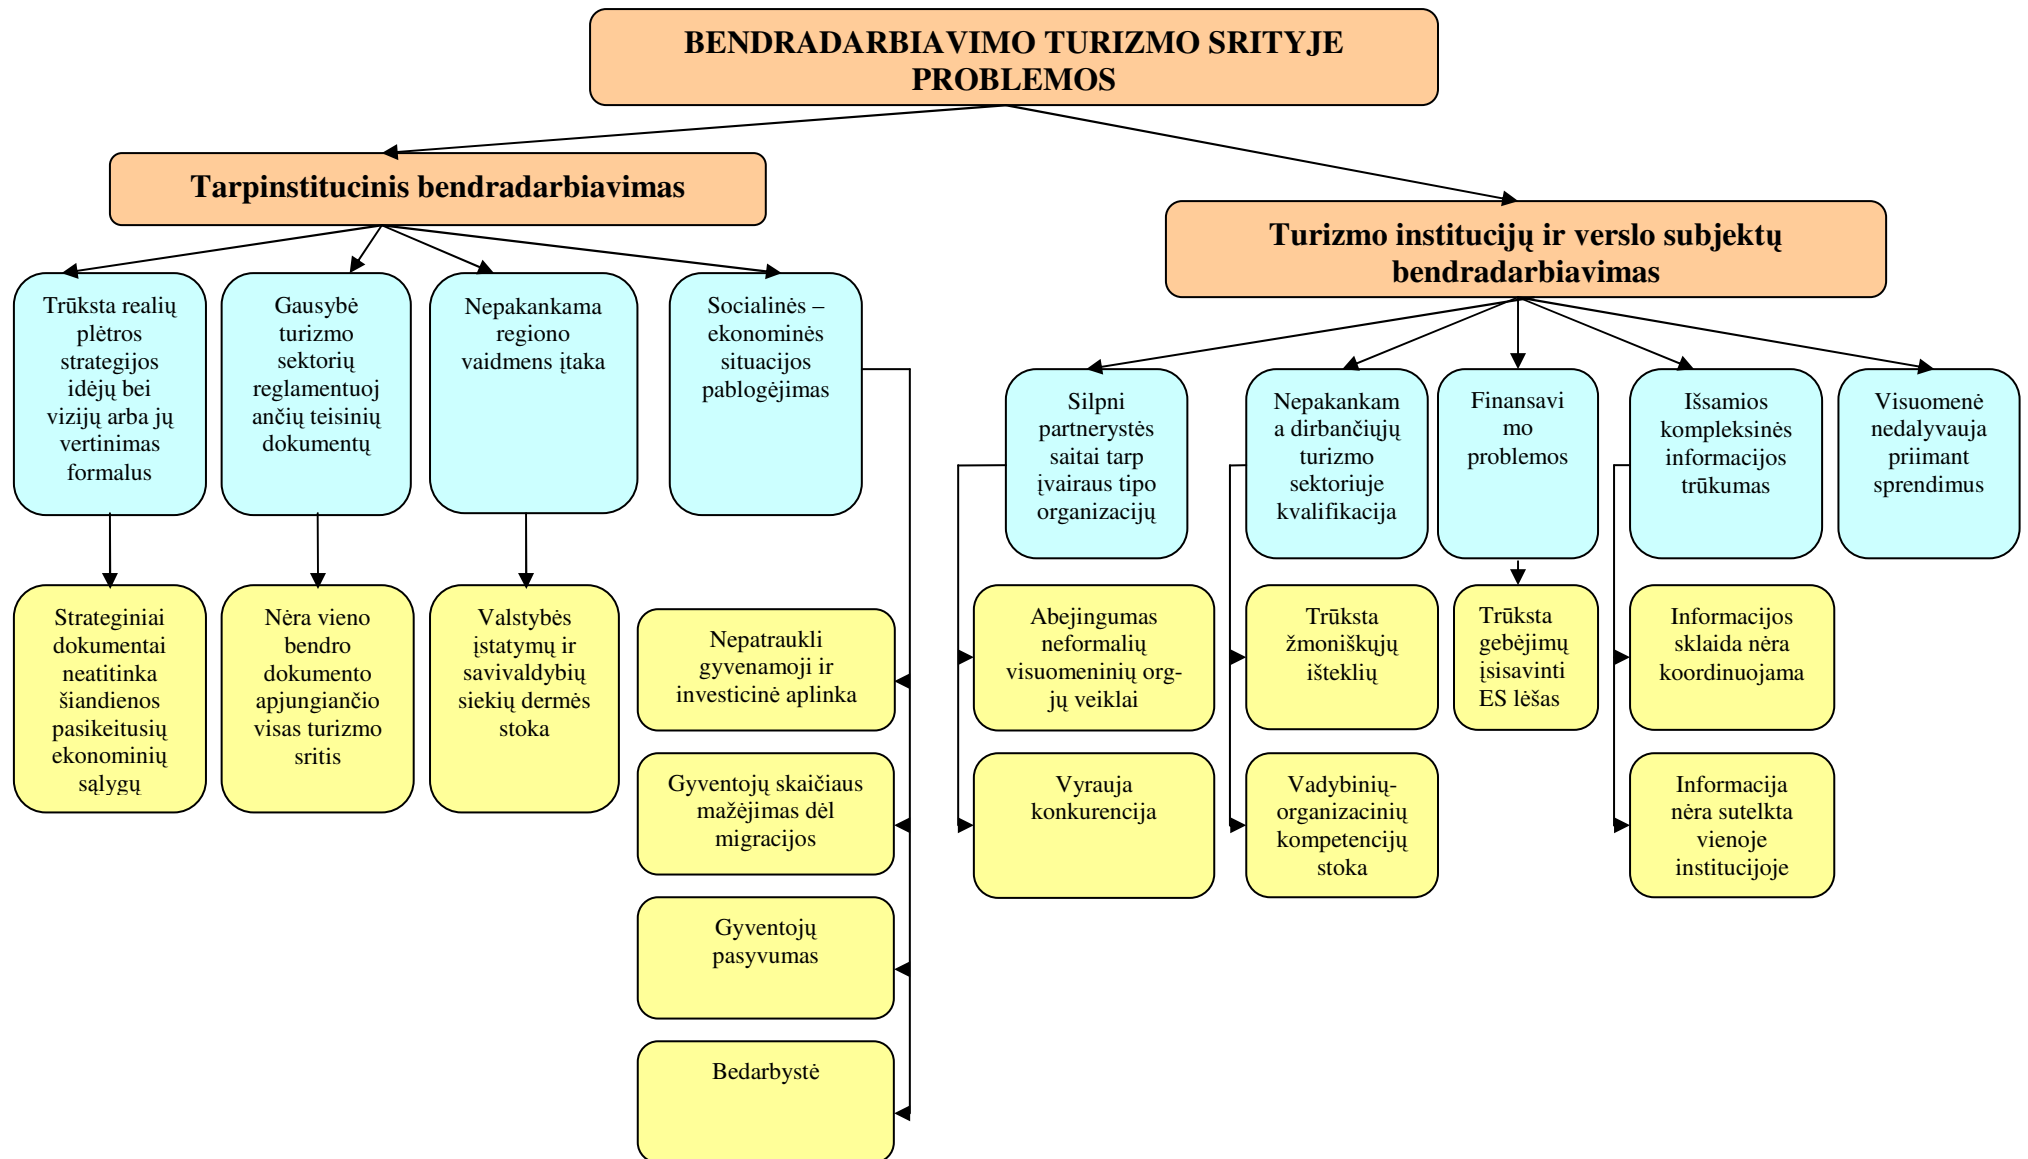 BENDRADARBIAVIMO TURIZMO SRITYJE
PROBLEMOS
Tarpinstitucinis bendradarbiavimas
Turizmo institucijų ir verslo subjektų
bendradarbiavimas
Trūksta realių
plėtros
strategijos
idėjų bei
vizijų arba jų
vertinimas
formalus
Gausybė
turizmo
sektorių
reglamentuoj
ančių teisinių
dokumentų
Nepakankama
regiono
vaidmens įtaka
Socialinės –
ekonominės
situacijos
pablogėjimas
Silpni
partnerystės
saitai tarp
įvairaus tipo
organizacijų
Nepakankam
a dirbančiųjų
turizmo
sektoriuje
kvalifikacija
Finansavi
mo
problemos
Išsamios
kompleksinės
informacijos
trūkumas
Visuomenė
nedalyvauja
priimant
sprendimus
Strateginiai
dokumentai
neatitinka
šiandienos
pasikeitusių
ekonominių
sąlygų
Nėra vieno
bendro
dokumento
apjungiančio
visas turizmo
sritis
Valstybės
įstatymų ir
savivaldybių
siekių dermės
stoka
Nepatraukli
gyvenamoji ir
investicinė aplinka
Gyventojų skaičiaus
mažėjimas dėl
migracijos
Gyventojų
pasyvumas
Bedarbystė
Abejingumas
neformalių
visuomeninių org-
jų veiklai
Vyrauja
konkurencija
Trūksta
žmoniškųjų
išteklių
Vadybinių-
organizacinių
kompetencijų
stoka
Trūksta
gebėjimų
įsisavinti
ES lėšas
Informacijos
sklaida nėra
koordinuojama
Informacija
nėra sutelkta
vienoje
institucijoje